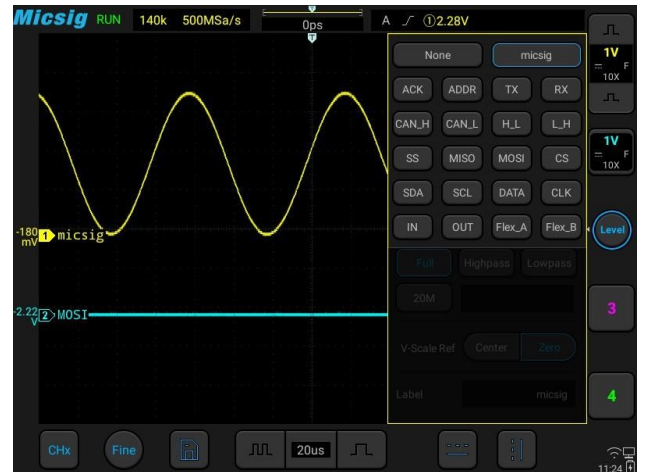 Micsig RUN 140k 500MSa/s 0ps A ①2.28V
T
T
None micsig
1V
F
10X
ACK ADDR TX RX
CAN_H CAN_L H_L L_H
SS MISO MOSI CS
1V
F
10X
SDA SCL DATA CLK
IN OUT Flex_A Flex_B
Level
-180 mV 1 micsig
Full Highpass Lowpass
20M
-2.22 V 2 MOSI
3
V-Scale Ref Center Zero
Label micsig
4
CHx Fine 20us
11:24